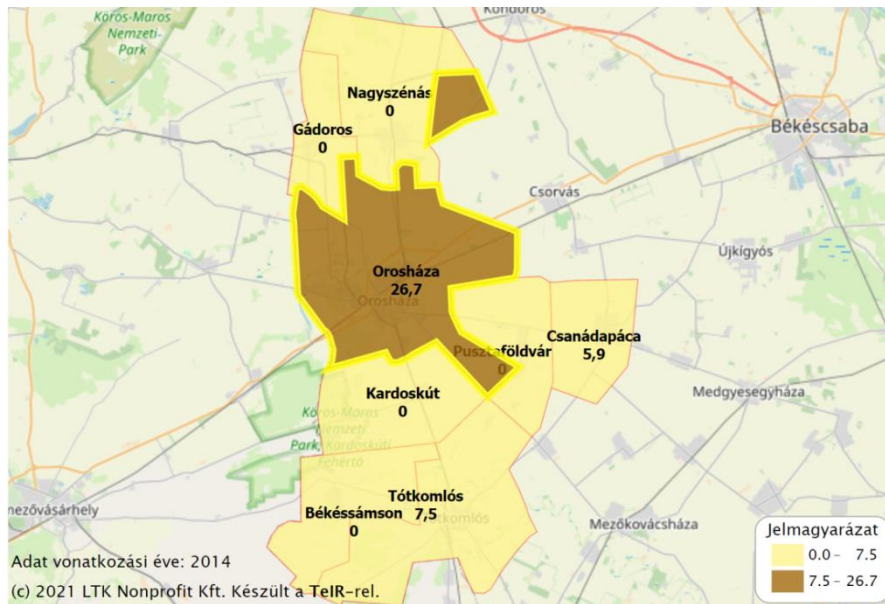 Körös-Maros
Nemzeti-
Park
Kondoros
Nagyszénás
0
Gádoros
0
Békéscsaba
Csorvás
Újkígyós
Orosháza
26,7
Orosháza
Csanádapáca
5,9
Pusztaföldvár
0
Medgyesegyháza
Kardoskút
0
Körös-Maros
Nemzeti
Park, Kardoskúti
Fehértó
mezővásárhely
Tótkomlós
7,5
Tótkomlós
Békéssámson
0
Mezőkovácsháza
Jelmagyarázat
0.0 - 7.5
7.5 - 26.7
Adat vonatkozási éve: 2014
(c) 2021 LTK Nonprofit Kft. Készült a TeIR-rel.